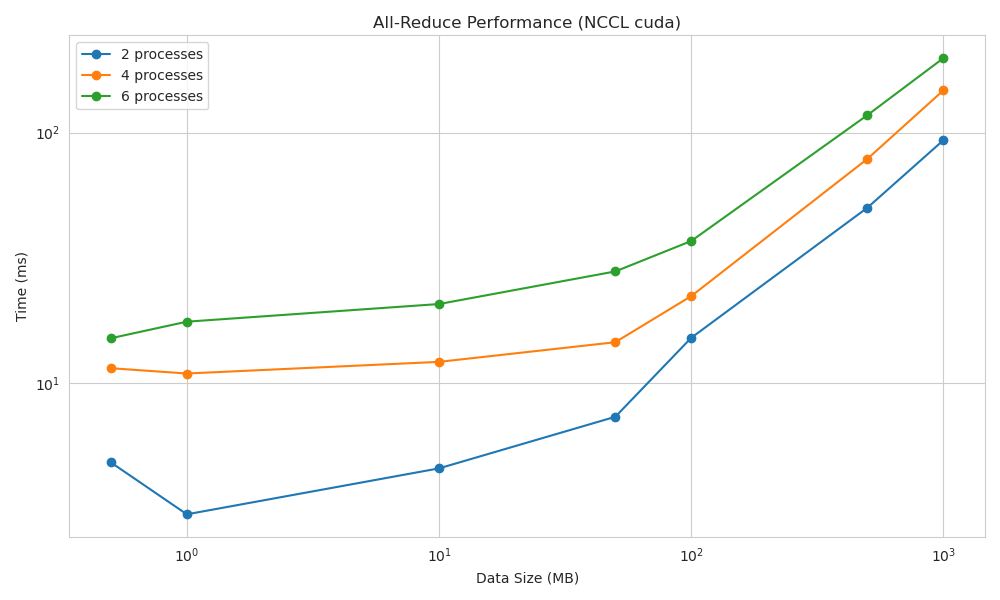 All-Reduce Performance (NCCL cuda)
2 processes
4 processes
6 processes
Time (ms)
10²
10¹
10⁰ 10¹ 10² 10³
Data Size (MB)